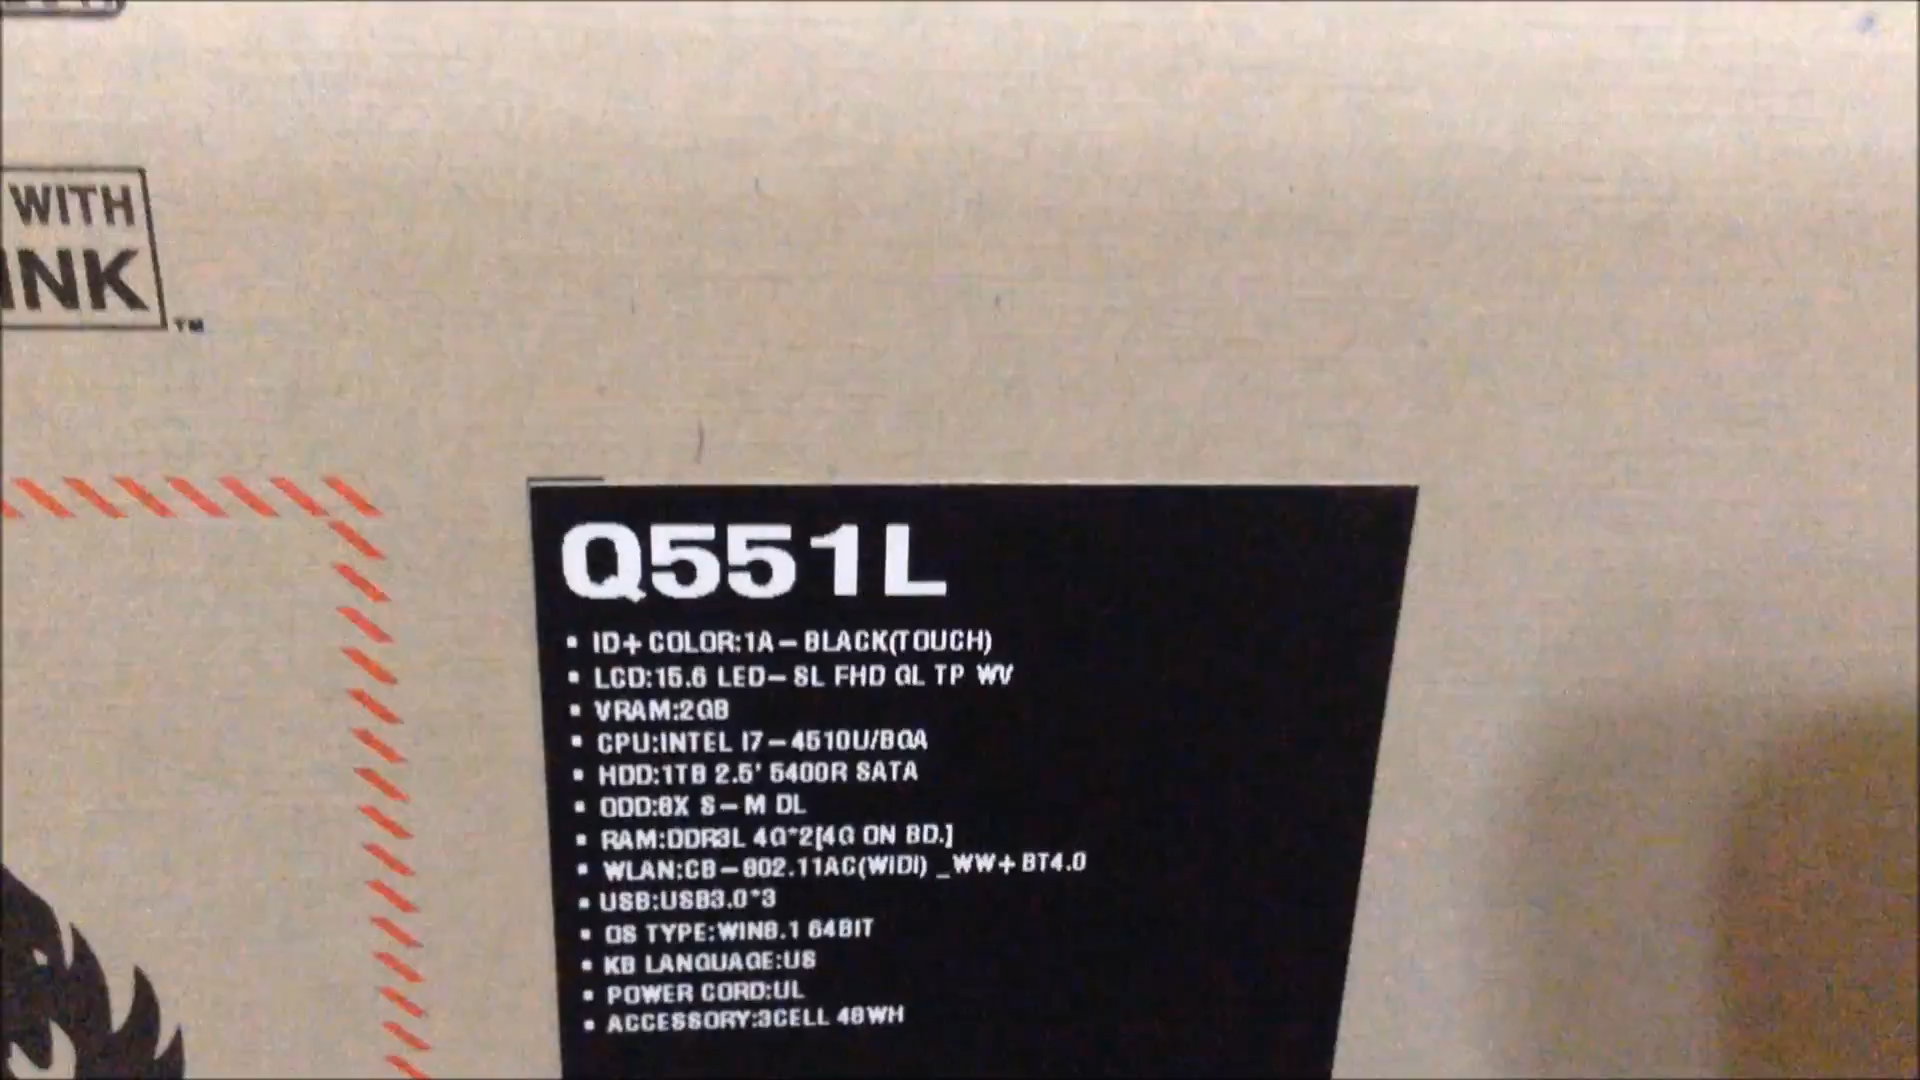 WITH
INK
TM
Q551L
▪ ID+COLOR:1A-BLACK(TOUCH)
▪ LCD:15.6 LED-SL FHD GL TP WV
▪ VRAM:2GB
▪ CPU:INTEL I7-4510U/BGA
▪ HDD:1TB 2.5' 5400R SATA
▪ ODD:8X S-M DL
▪ RAM:DDR3L 4G*2[4G ON BD.]
▪ WLAN:CB-802.11AC(WIDI)_WW+BT4.0
▪ USB:USB3.0*3
▪ OS TYPE:WIN8.1 64BIT
▪ KB LANGUAGE:US
▪ POWER CORD:UL
▪ ACCESSORY:3CELL 48WH